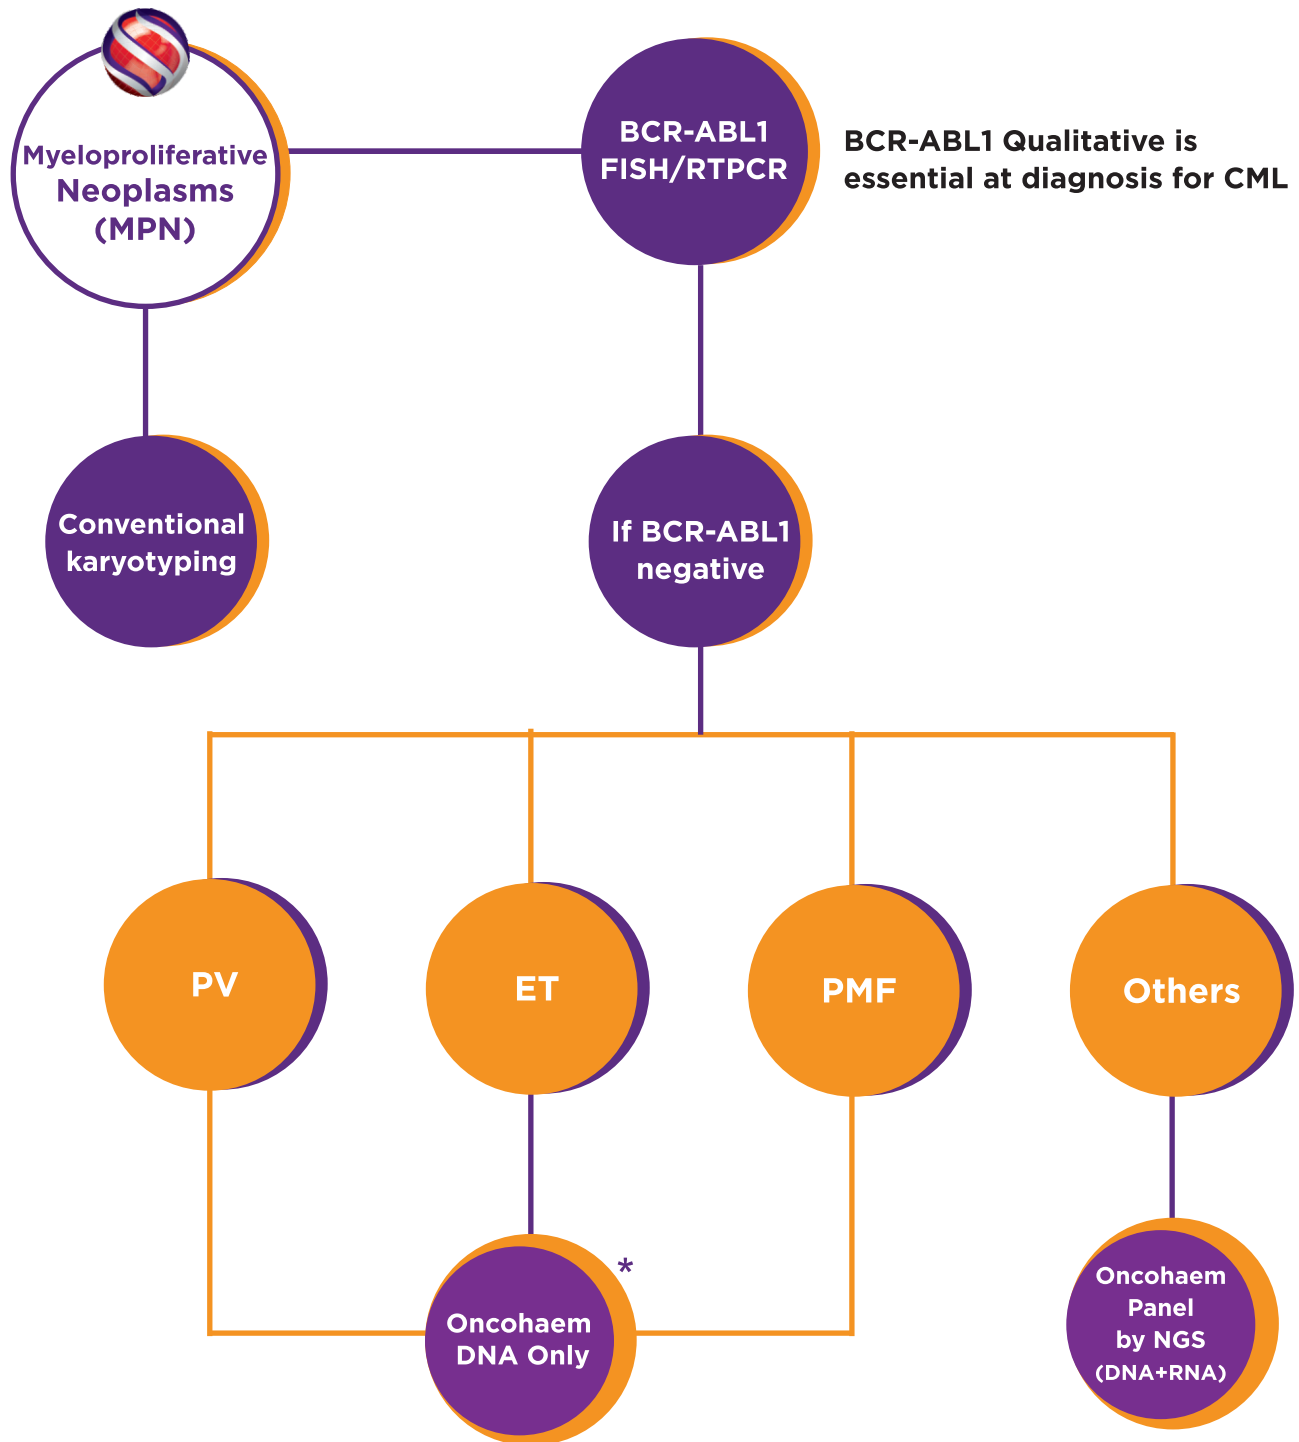 Myeloproliferative
Neoplasms
(MPN)
BCR-ABL1
FISH/RTPCR
BCR-ABL1 Qualitative is
essential at diagnosis for CML
Conventional
karyotyping
If BCR-ABL1
negative
PV
ET
PMF
Others
*
Oncohaem
DNA Only
Oncohaem
Panel
by NGS
(DNA+RNA)